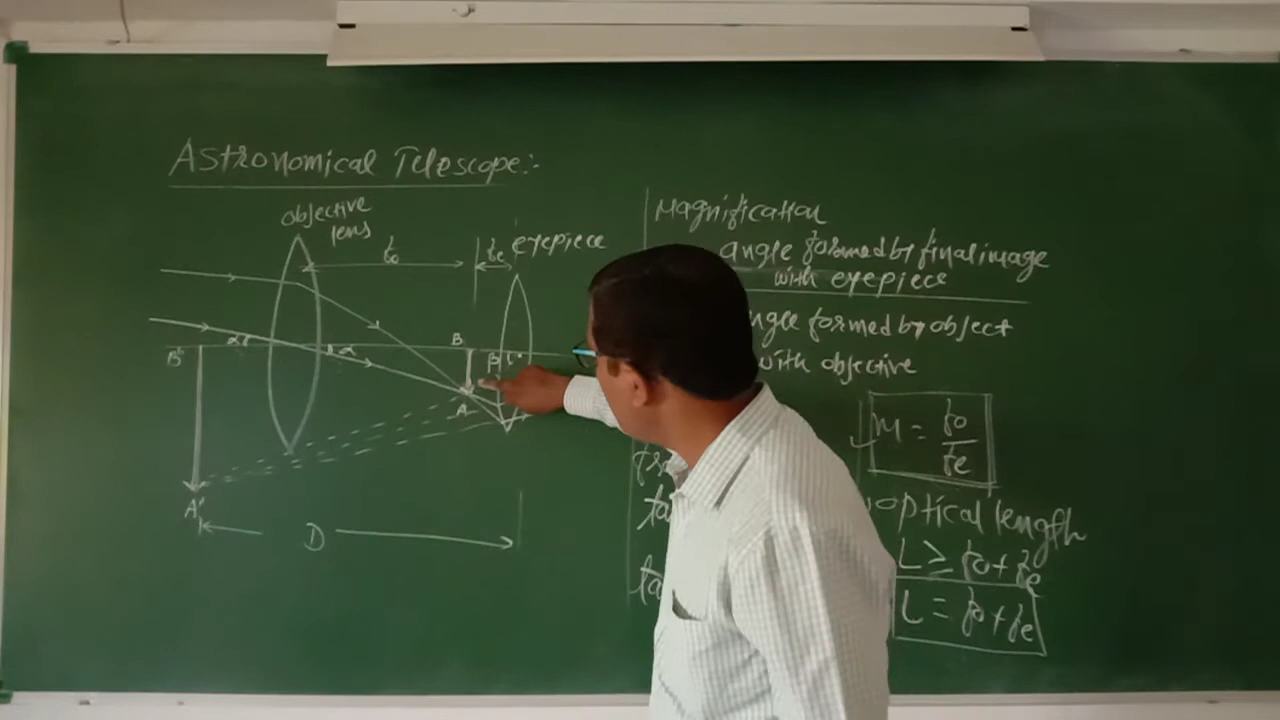 Astronomical Telescope:-
objective
lens
fo
fe
eyepiece
α
α
B'
B
β
A
A'
D
Magnification
angle formed by final image
with eyepiece
ngle formed by object
with objective
M = fo
fe
optical length
L ≥ fo + fe
L = fo + fe